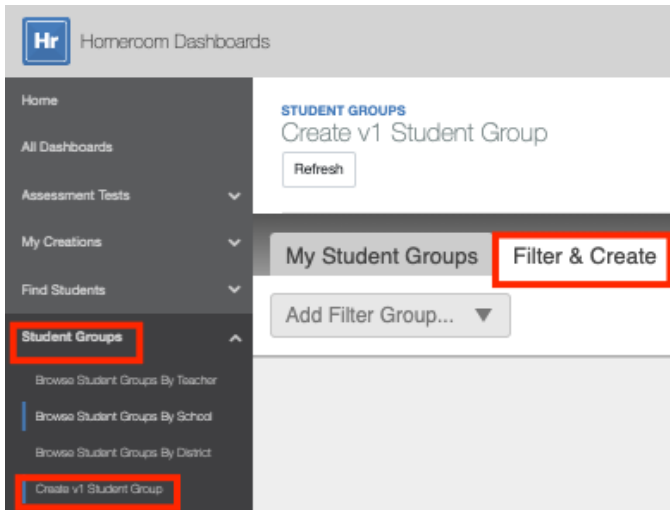 Hr Homeroom Dashboards
Home
All Dashboards
Assessment Tests
My Creations
Find Students
Student Groups
Browse Student Groups By Teacher
Browse Student Groups By School
Browse Student Groups By District
Create v1 Student Group
STUDENT GROUPS
Create v1 Student Group
Refresh
My Student Groups Filter & Create
Add Filter Group...